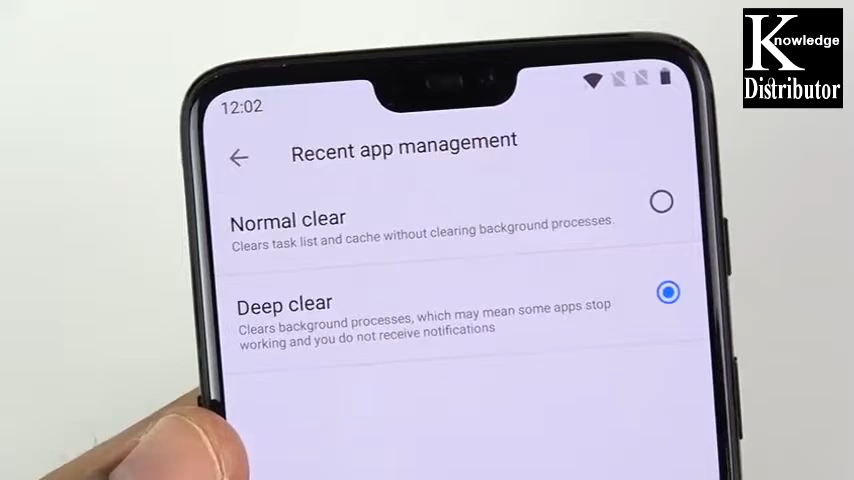 Knowledge
Distributor
12:02
Recent app management
Normal clear
Clears task list and cache without clearing background processes.
Deep clear
Clears background processes, which may mean some apps stop
working and you do not receive notifications